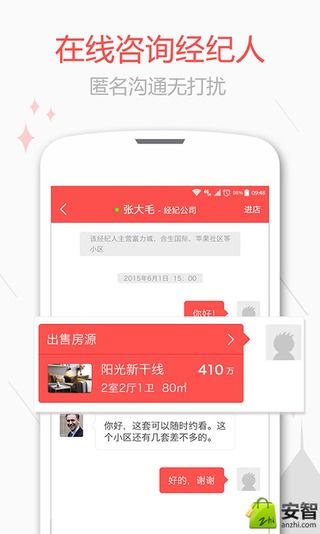 在线咨询经纪人
匿名沟通无打扰
98% 09:48
张大毛 - 经纪公司
进店
该经纪人主营富力城、合生国际、苹果社区等
小区
2015年6月1日 15：00
你好！
出售房源
阳光新干线 410万
2室2厅1卫 80㎡
你好，这套可以随时约看。这
个小区还有几套差不多的。
好的，谢谢
zhi
安智
anzhi.com